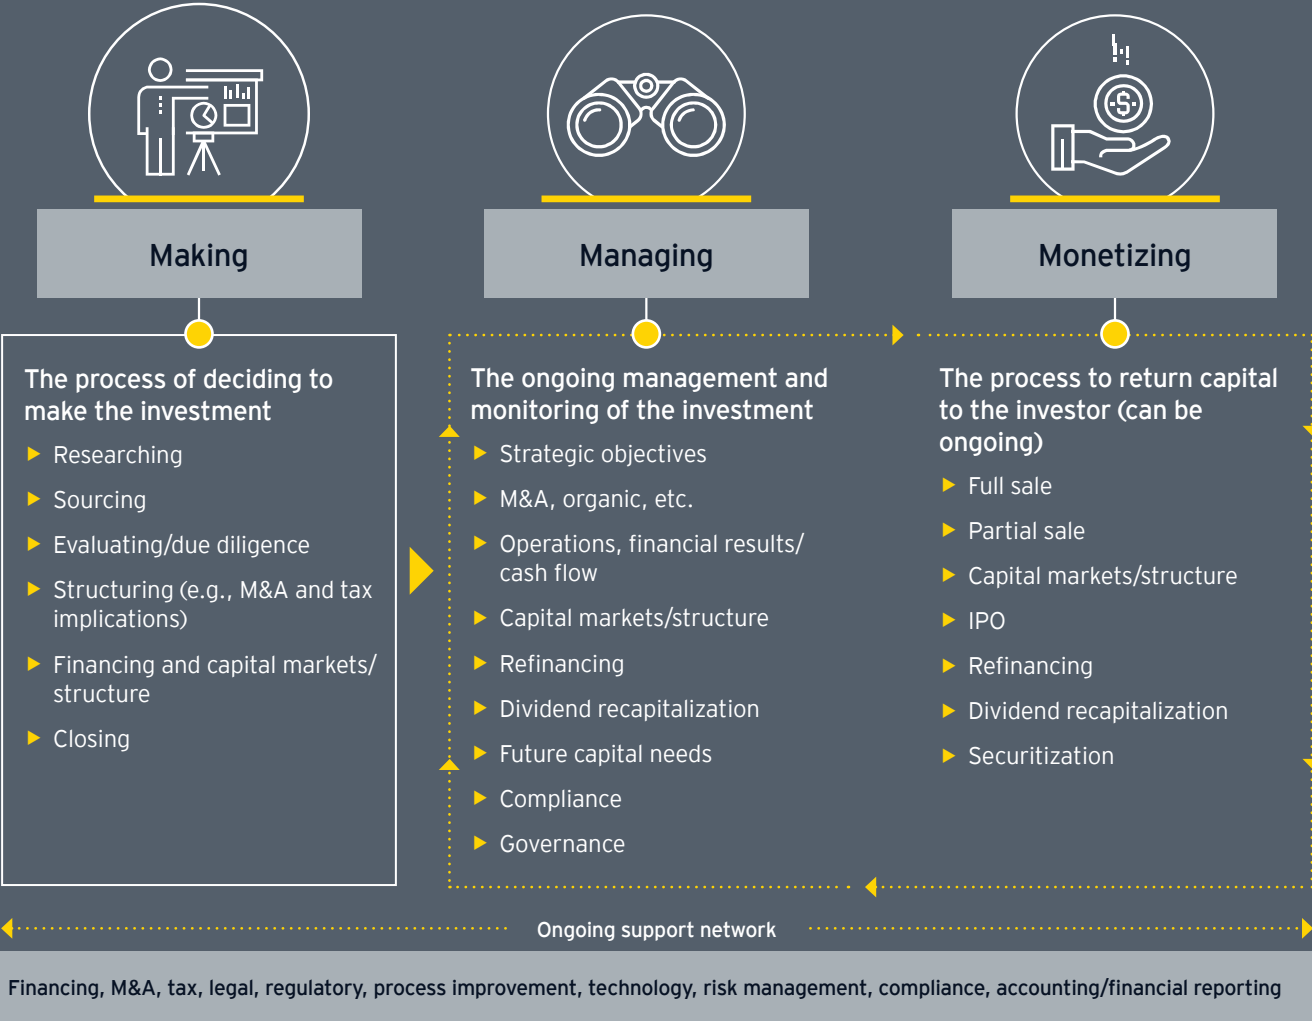 Making
The process of deciding to
make the investment
Researching
Sourcing
Evaluating/due diligence
Structuring (e.g., M&A and tax
implications)
Financing and capital markets/
structure
Closing
Managing
The ongoing management and
monitoring of the investment
Strategic objectives
M&A, organic, etc.
Operations, financial results/
cash flow
Capital markets/structure
Refinancing
Dividend recapitalization
Future capital needs
Compliance
Governance
Monetizing
The process to return capital
to the investor (can be
ongoing)
Full sale
Partial sale
Capital markets/structure
IPO
Refinancing
Dividend recapitalization
Securitization
Ongoing support network
Financing, M&A, tax, legal, regulatory, process improvement, technology, risk management, compliance, accounting/financial reporting